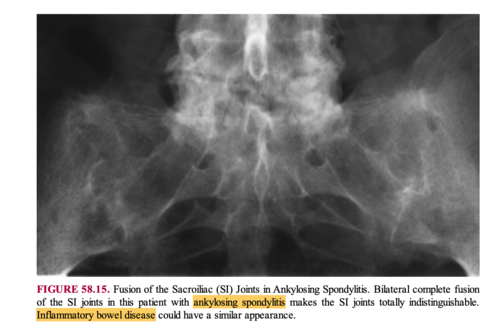 FIGURE 58.15. Fusion of the Sacroiliac (SI) Joints in Ankylosing Spondylitis. Bilateral complete fusion
of the SI joints in this patient with ankylosing spondylitis makes the SI joints totally indistinguishable.
Inflammatory bowel disease could have a similar appearance.